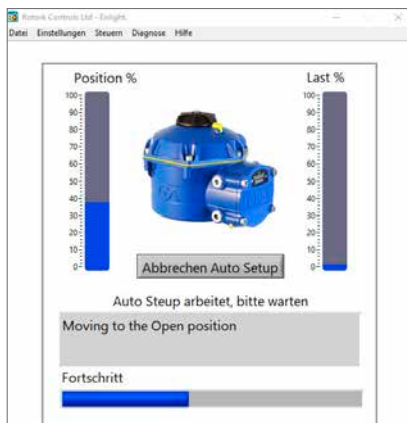 Rotork Controls Ltd - Enlight.
Datei Einstellungen Steuern Diagnose Hilfe
Position % Last %
100 100
90 90
80 80
70 70
60 60
50 50
40 40
30 30
20 20
10 10
0 0
Abbrechen Auto Setup
Auto Steup arbeitet, bitte warten
Moving to the Open position
Fortschritt